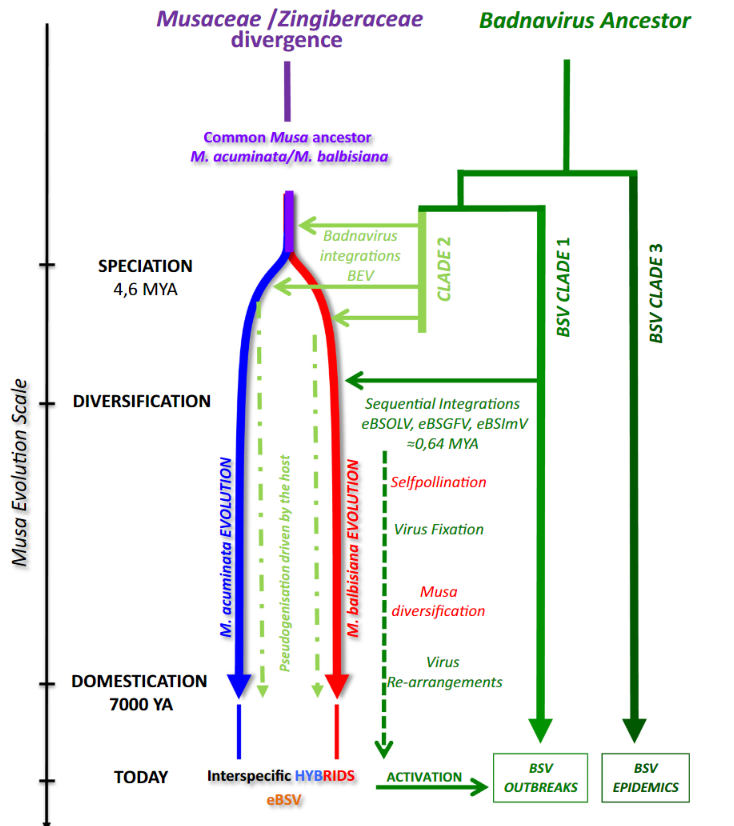 Musaceae /Zingiberaceae
divergence
Badnavirus Ancestor
Common Musa ancestor
M. acuminata/M. balbisiana
Badnavirus
integrations
BEV
CLADE 2
BSV CLADE 1
BSV CLADE 3
SPECIATION
4,6 MYA
DIVERSIFICATION
Musa Evolution Scale
Sequential Integrations
eBSOLV, eBSGFV, eBSImV
≈0,64 MYA
Selfpollination
Virus Fixation
Musa
diversification
Virus
Re-arrangements
M. acuminata EVOLUTION
Pseudogenisation driven by the host
M. balbisiana EVOLUTION
DOMESTICATION
7000 YA
TODAY
Interspecific HYBRIDS
eBSV
ACTIVATION
BSV
OUTBREAKS
BSV
EPIDEMICS